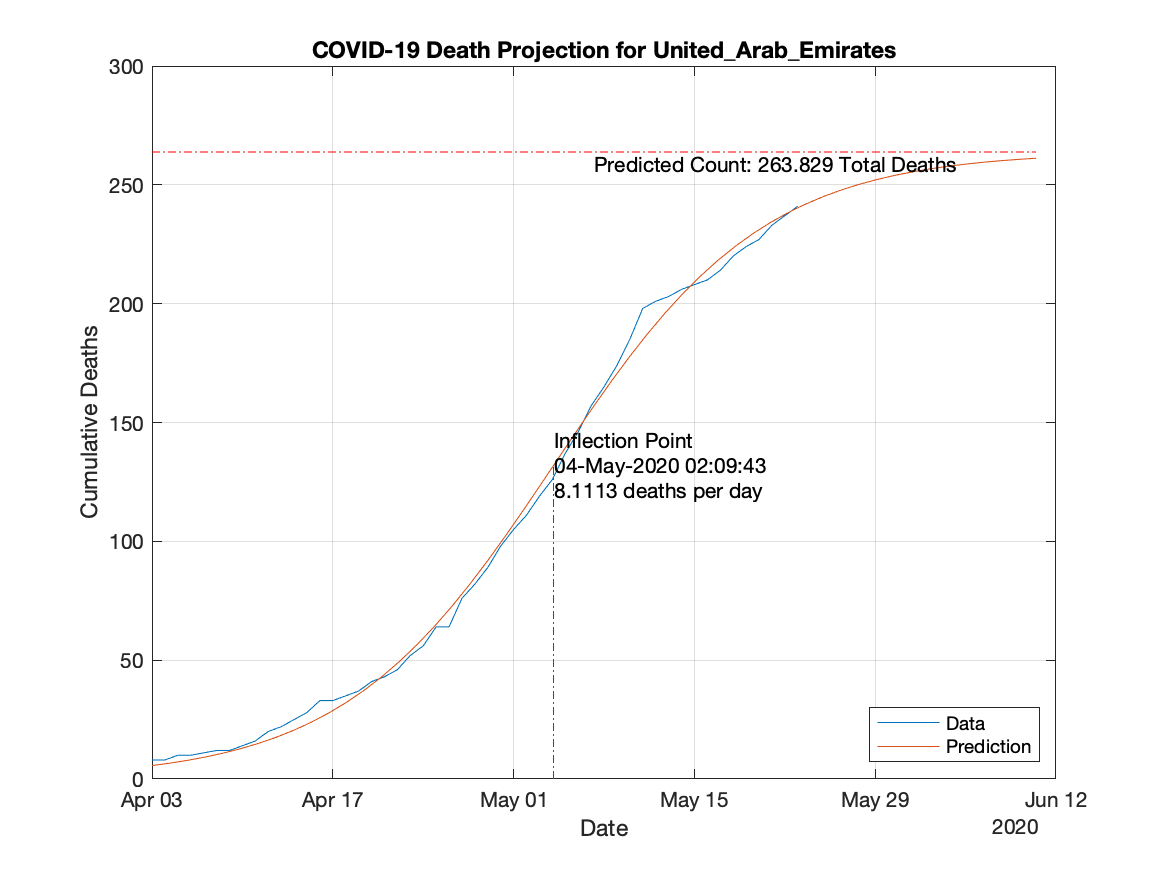 COVID-19 Death Projection for United_Arab_Emirates
300
250
200
150
100
50
0
Cumulative Deaths
Predicted Count: 263.829 Total Deaths
Inflection Point
04-May-2020 02:09:43
8.1113 deaths per day
Data
Prediction
Apr 03 Apr 17 May 01 May 15 May 29 Jun 12
Date
2020